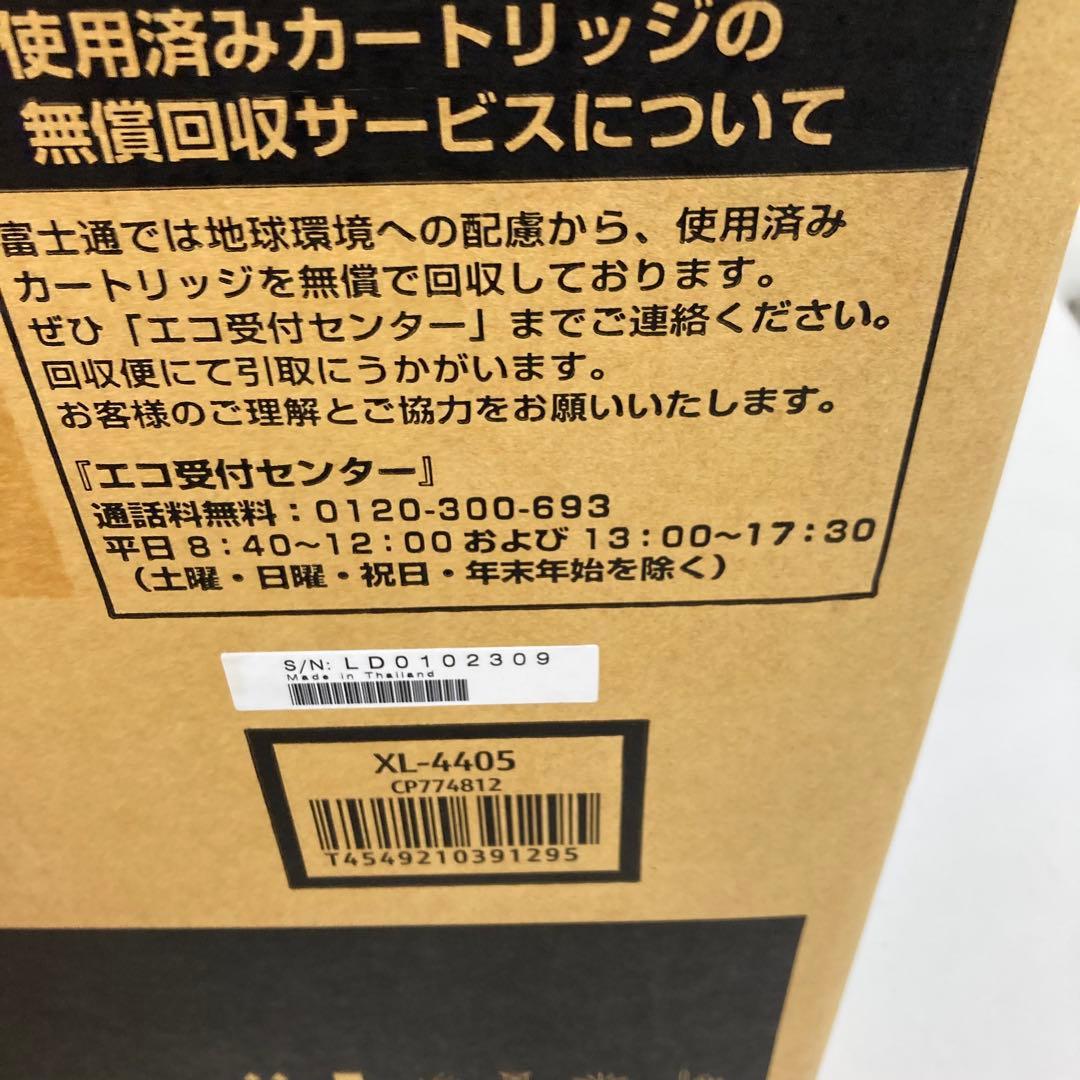 使用済みカートリッジの
無償回収サービスについて
富士通では地球環境への配慮から、使用済み
カートリッジを無償で回収しております。
ぜひ「エコ受付センター」までご連絡ください。
回収便にて引取にうかがいます。
お客様のご理解とご協力をお願いいたします。
『エコ受付センター』
通話料無料：0120-300-693
平日 8：40～12：00 および 13：00～17：30
（土曜・日曜・祝日・年末年始を除く）
S/N: LD0102309
Made in Thailand
XL-4405
CP774812
T4549210391295